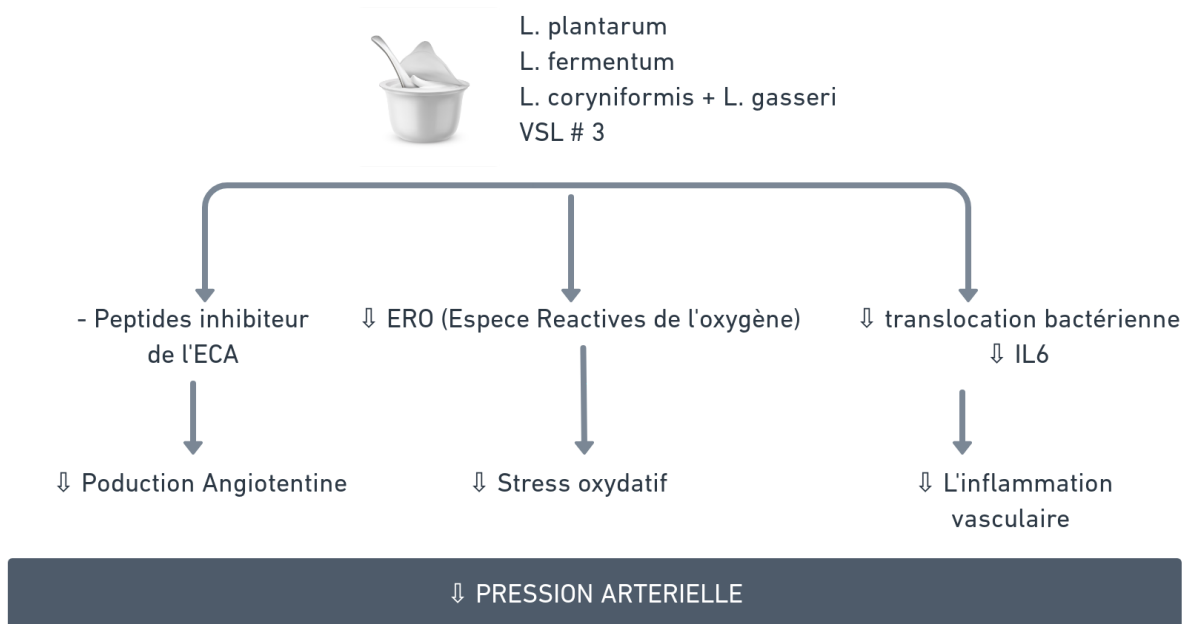 L. plantarum
L. fermentum
L. coryniformis + L. gasseri
VSL # 3
- Peptides inhibiteur
de l'ECA
⇩ ERO (Espece Reactives de l'oxygène)
⇩ translocation bactérienne
⇩ IL6
⇩ Poduction Angiotentine
⇩ Stress oxydatif
⇩ L'inflammation
vasculaire
⇩ PRESSION ARTERIELLE